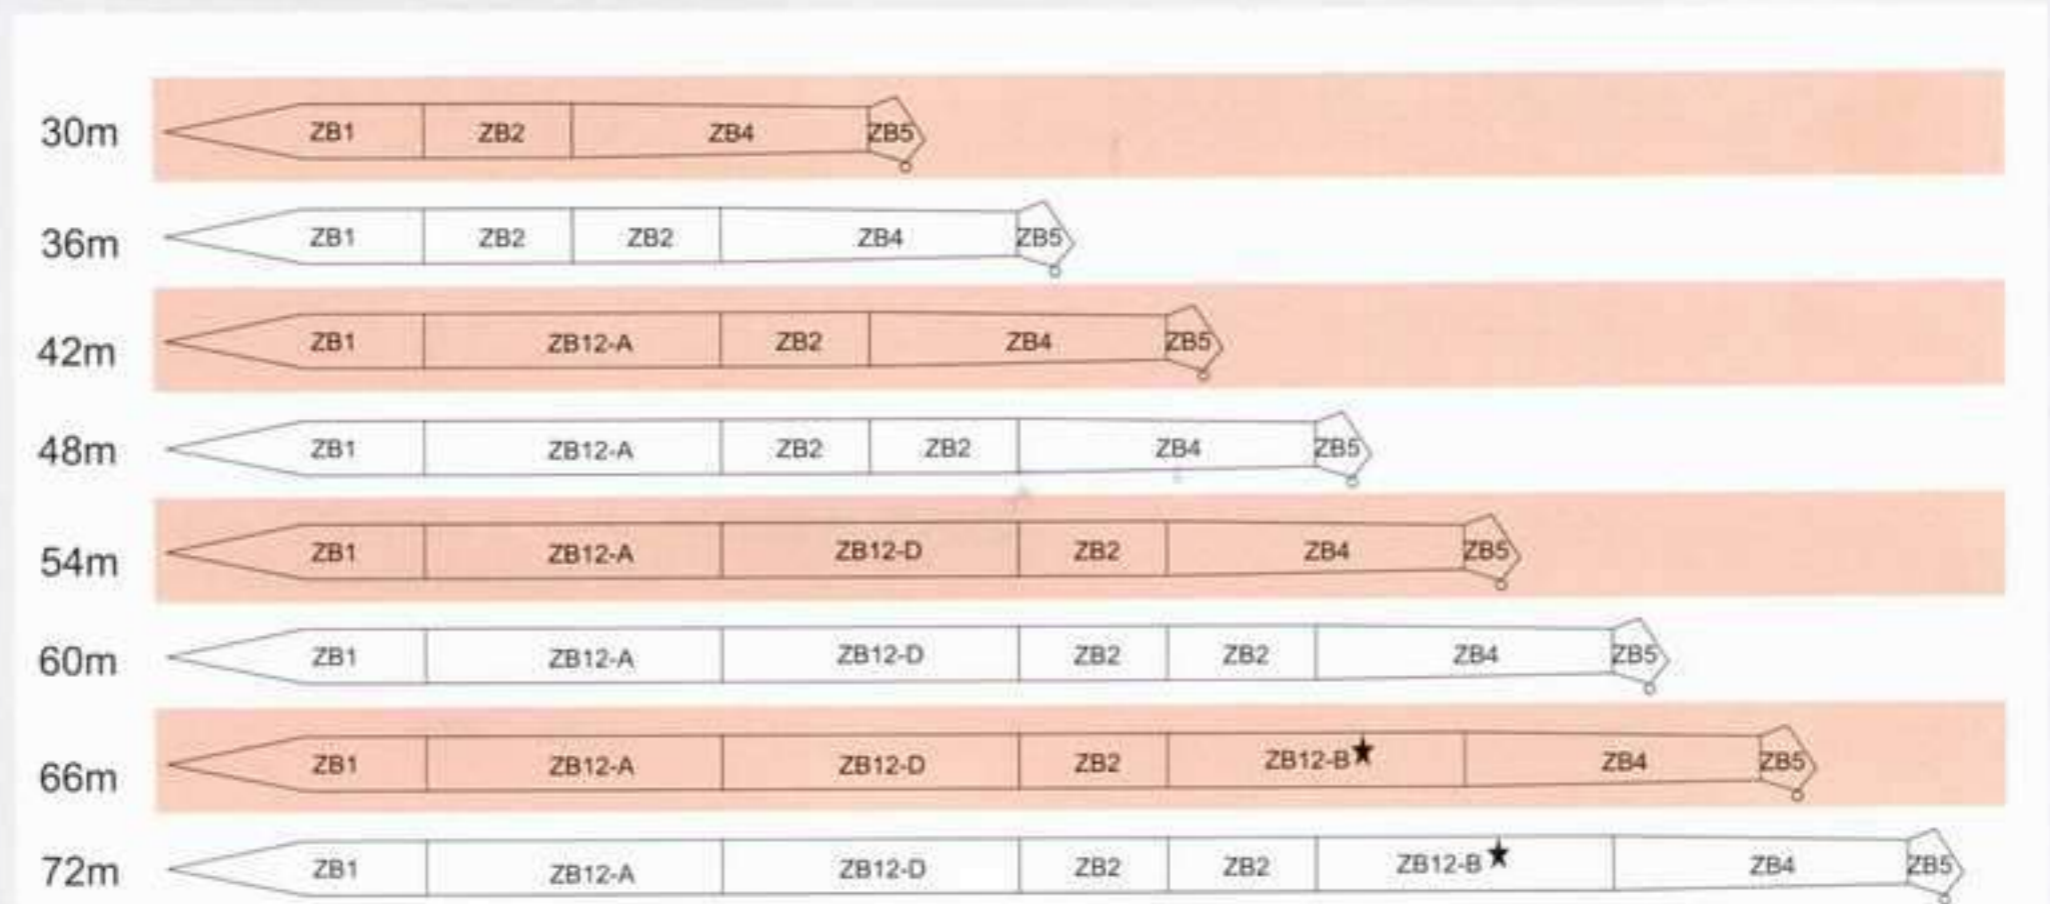 30m ZB1 ZB2 ZB4 ZB5
36m ZB1 ZB2 ZB2 ZB4 ZB5
42m ZB1 ZB12-A ZB2 ZB4 ZB5
48m ZB1 ZB12-A ZB2 ZB2 ZB4 ZB5
54m ZB1 ZB12-A ZB12-D ZB2 ZB4 ZB5
60m ZB1 ZB12-A ZB12-D ZB2 ZB2 ZB4 ZB5
66m ZB1 ZB12-A ZB12-D ZB2 ZB12-B★ ZB4 ZB5
72m ZB1 ZB12-A ZB12-D ZB2 ZB2 ZB12-B★ ZB4 ZB5